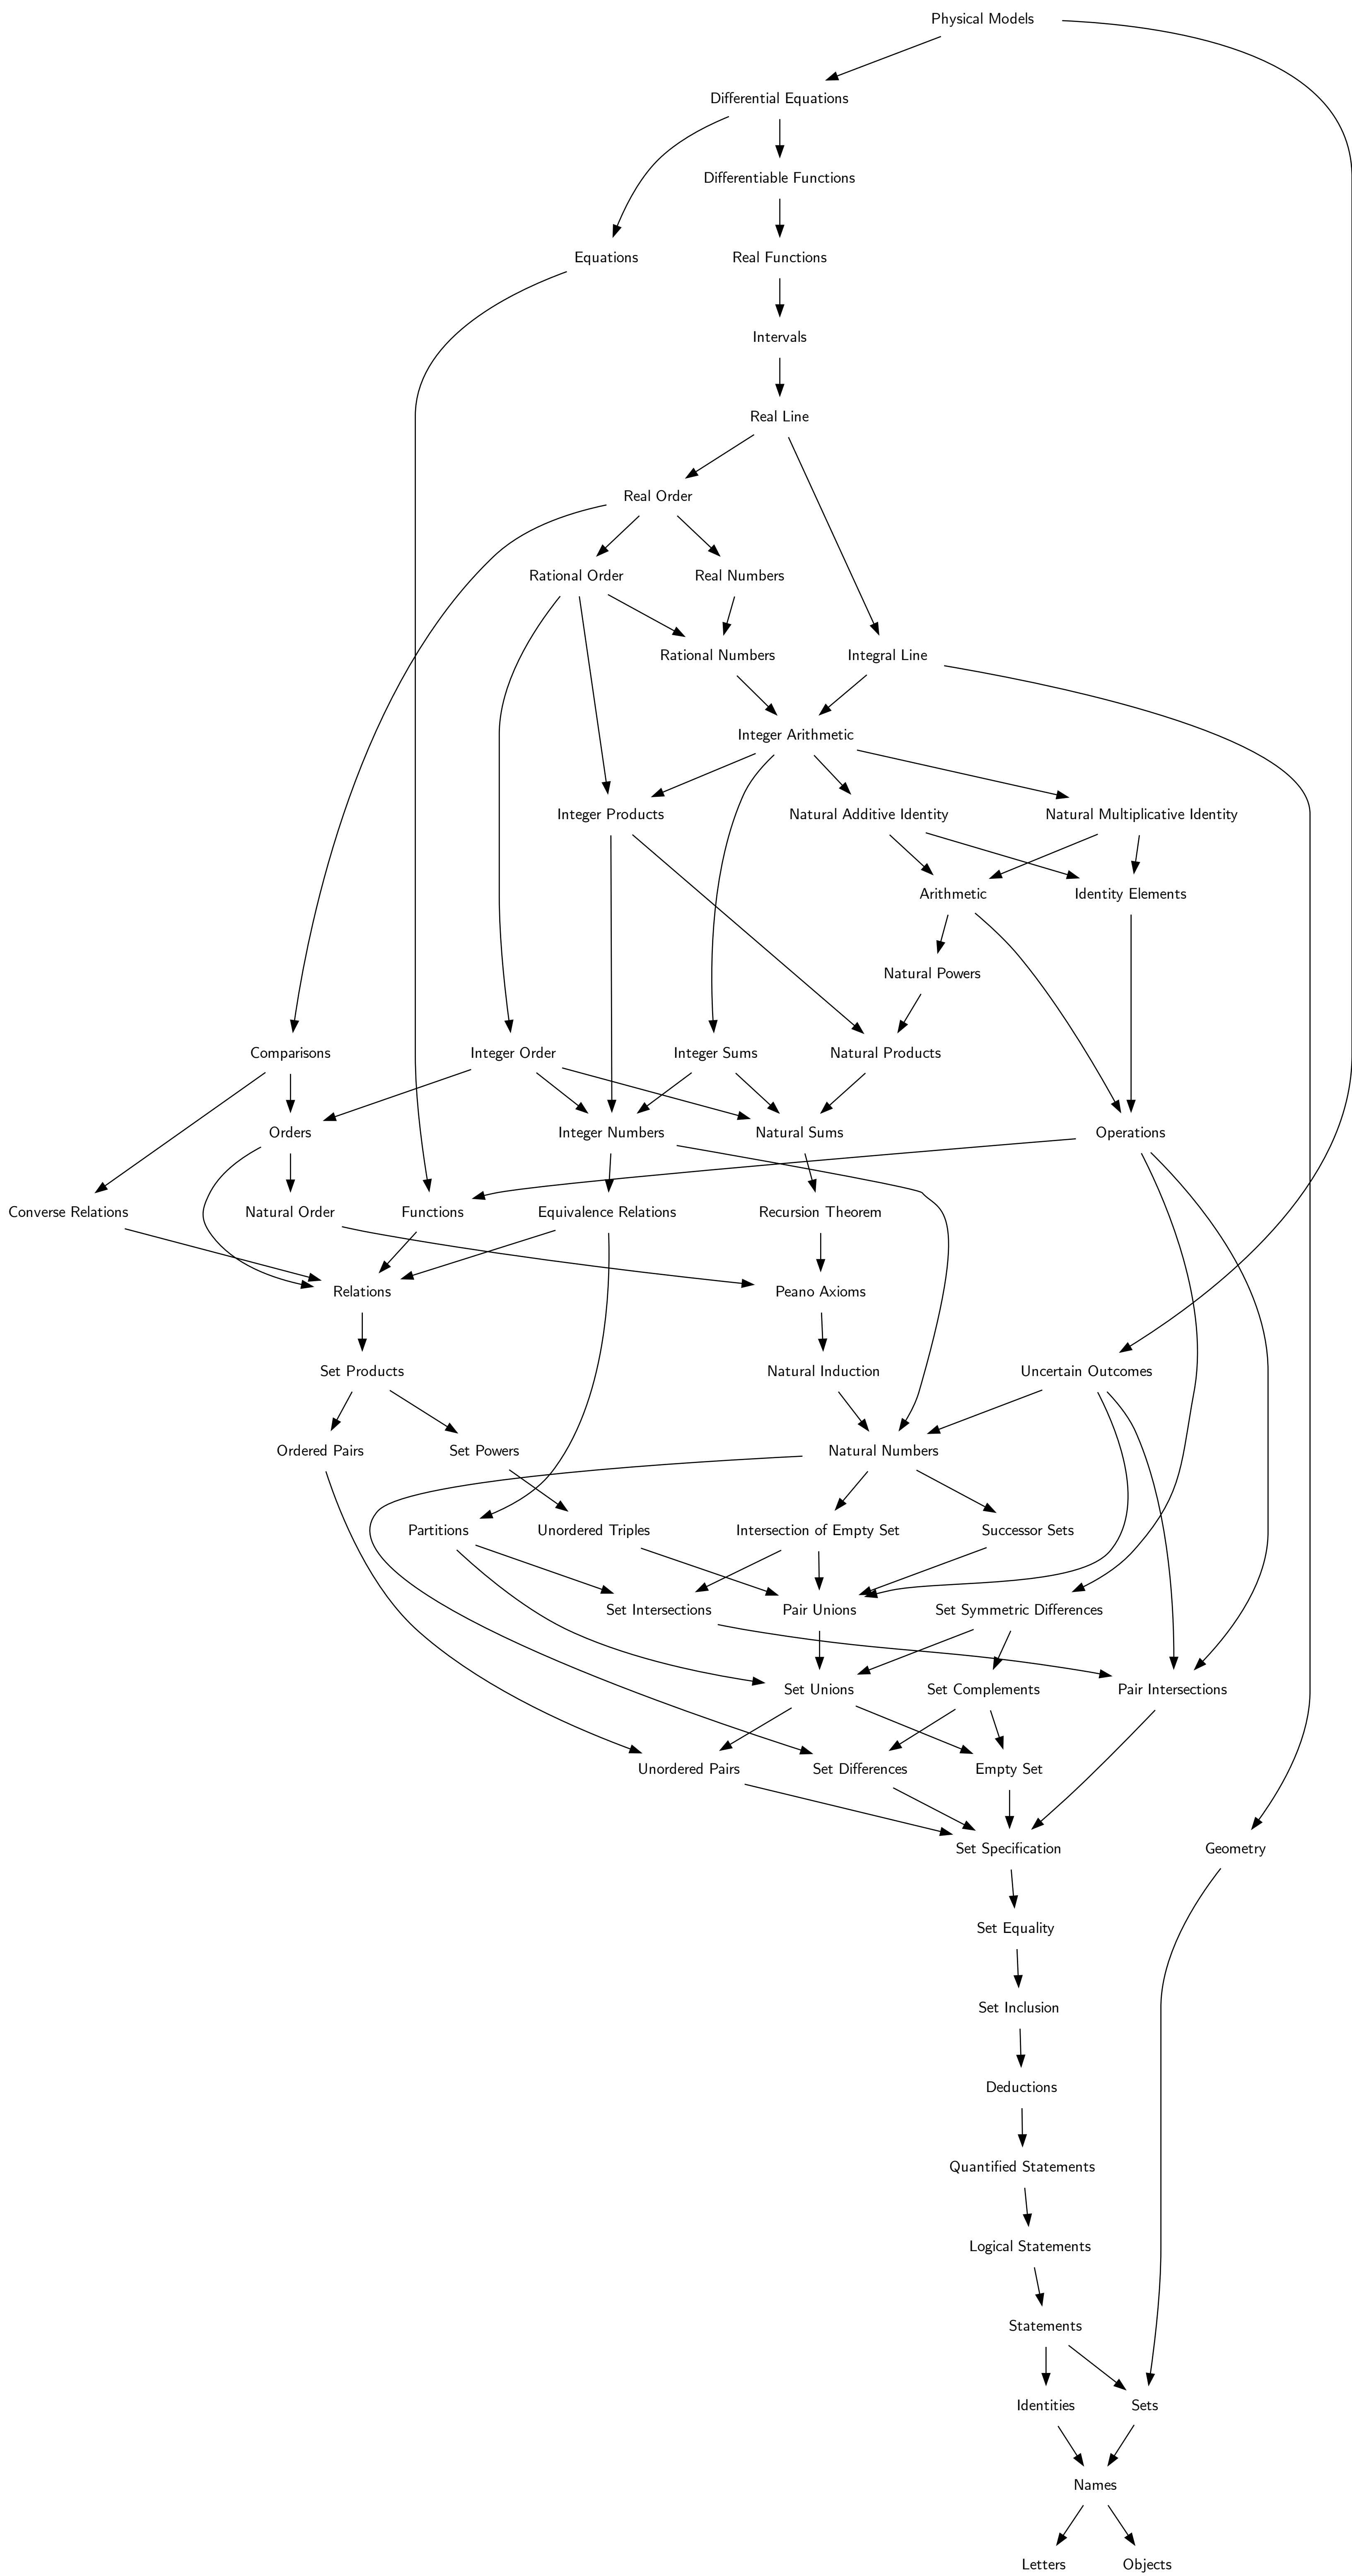 Physical Models
Differential Equations
Differentiable Functions
Equations
Real Functions
Intervals
Real Line
Real Order
Rational Order
Real Numbers
Rational Numbers
Integral Line
Integer Arithmetic
Integer Products
Natural Additive Identity
Natural Multiplicative Identity
Arithmetic
Identity Elements
Natural Powers
Comparisons
Integer Order
Integer Sums
Natural Products
Orders
Integer Numbers
Natural Sums
Operations
Converse Relations
Natural Order
Functions
Equivalence Relations
Recursion Theorem
Relations
Peano Axioms
Set Products
Natural Induction
Uncertain Outcomes
Ordered Pairs
Set Powers
Natural Numbers
Partitions
Unordered Triples
Intersection of Empty Set
Successor Sets
Set Intersections
Pair Unions
Set Symmetric Differences
Set Unions
Set Complements
Pair Intersections
Unordered Pairs
Set Differences
Empty Set
Set Specification
Geometry
Set Equality
Set Inclusion
Deductions
Quantified Statements
Logical Statements
Statements
Identities
Sets
Names
Letters
Objects